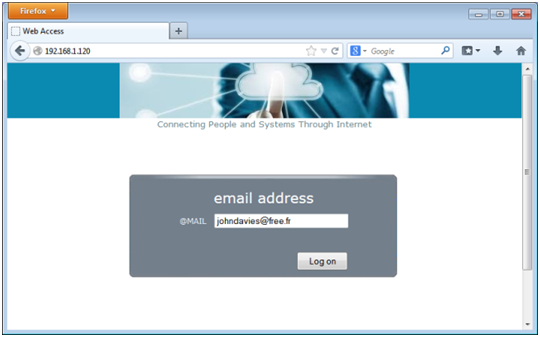 Firefox
Web Access
192.168.1.120
Google
Connecting People and Systems Through Internet
email address
@MAIL
johndavies@free.fr
Log on